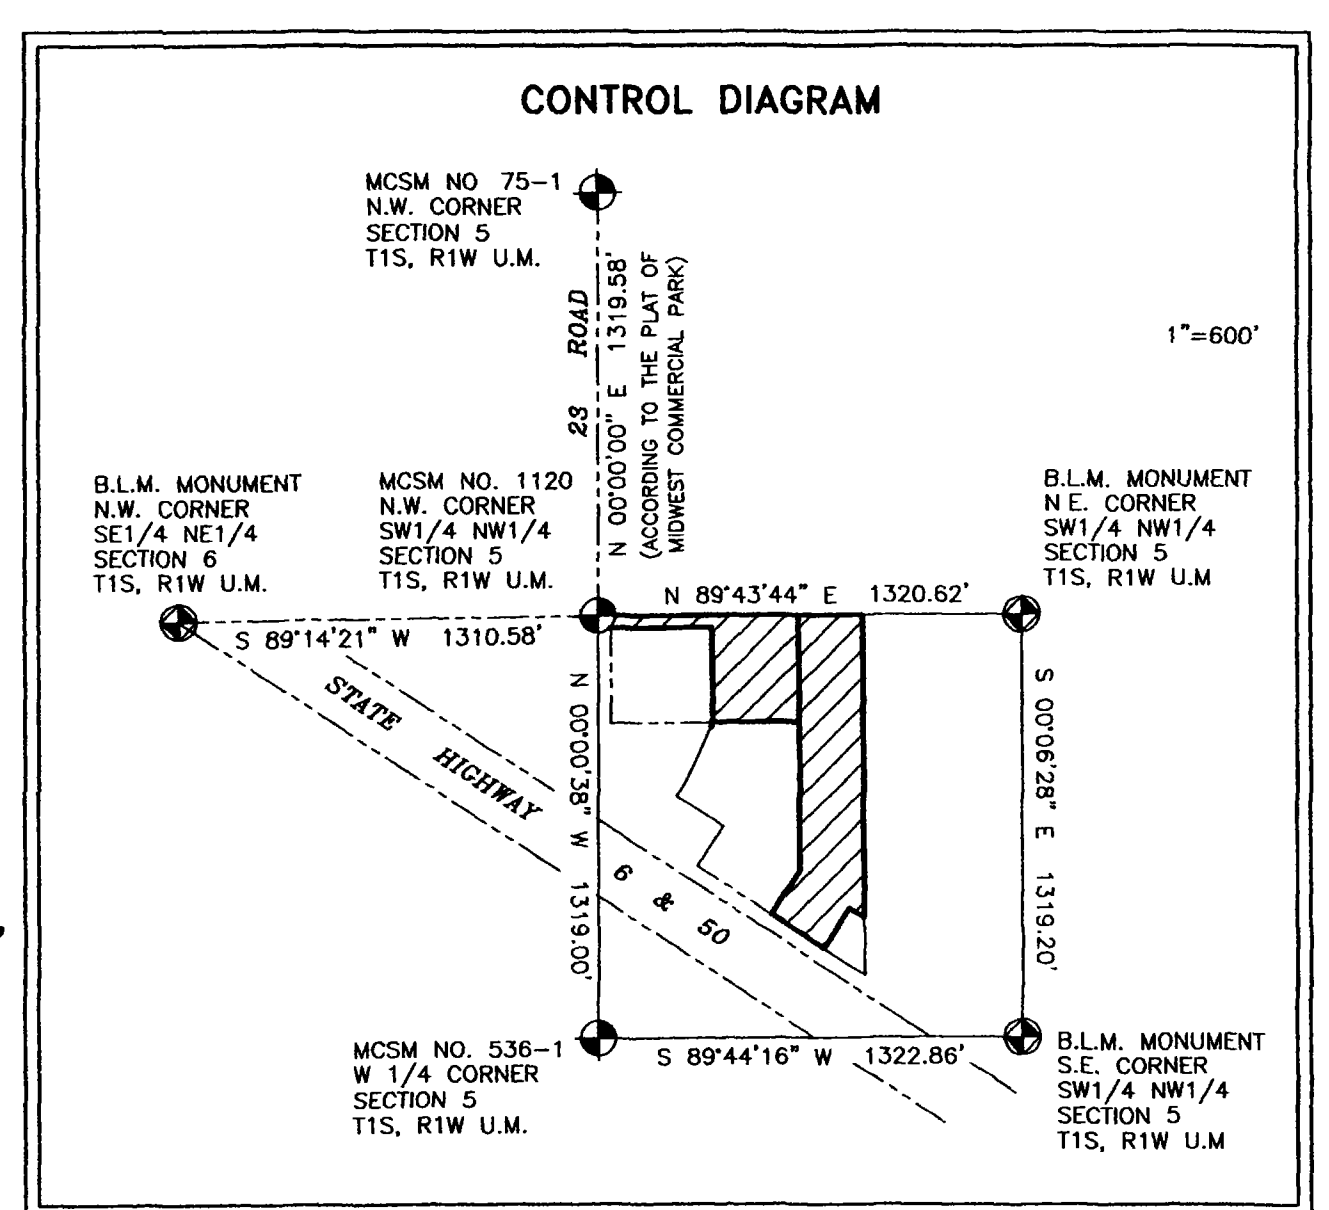 CONTROL DIAGRAM
MCSM NO 75-1
N.W. CORNER
SECTION 5
T1S, R1W U.M.
23 ROAD
N 00°00'00" E 1319.58'
(ACCORDING TO THE PLAT OF
MIDWEST COMMERCIAL PARK)
1"=600'
B.L.M. MONUMENT
N.W. CORNER
SE1/4 NE1/4
SECTION 6
T1S, R1W U.M.
MCSM NO. 1120
N.W. CORNER
SW1/4 NW1/4
SECTION 5
T1S, R1W U.M.
B.L.M. MONUMENT
N E. CORNER
SW1/4 NW1/4
SECTION 5
T1S, R1W U.M
N 89°43'44" E 1320.62'
S 89°14'21" W 1310.58'
STATE HIGHWAY 6 & 50
N 00°00'38" W 1319.00'
S 00°06'28" E 1319.20'
S 89°44'16" W 1322.86'
MCSM NO. 536-1
W 1/4 CORNER
SECTION 5
T1S, R1W U.M.
B.L.M. MONUMENT
S.E. CORNER
SW1/4 NW1/4
SECTION 5
T1S, R1W U.M